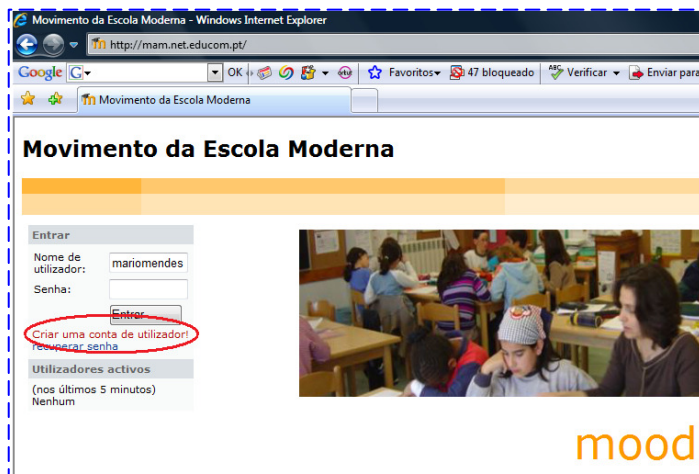 Movimento da Escola Moderna - Windows Internet Explorer
http://mam.net.educom.pt/
Google G OK Favoritos 47 bloqueado ABC Verificar Enviar para
Movimento da Escola Moderna
Movimento da Escola Moderna
Entrar
Nome de
utilizador: mariomendes
Senha:
Entrar
Criar uma conta de utilizador!
recuperar senha
Utilizadores activos
(nos últimos 5 minutos)
Nenhum
mood